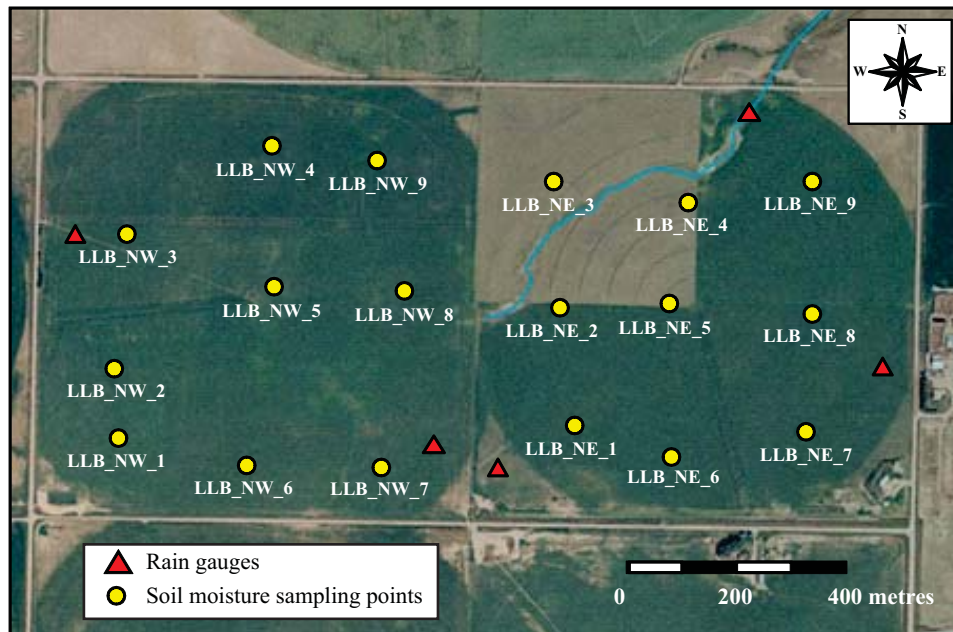 N
W E
S
LLB_NW_4
LLB_NW_9
LLB_NE_3
LLB_NE_9
LLB_NE_4
LLB_NW_3
LLB_NW_5
LLB_NW_8
LLB_NE_2
LLB_NE_5
LLB_NE_8
LLB_NW_2
LLB_NW_1
LLB_NE_1
LLB_NE_7
LLB_NW_6
LLB_NW_7
LLB_NE_6
Rain gauges
Soil moisture sampling points
0 200 400 metres